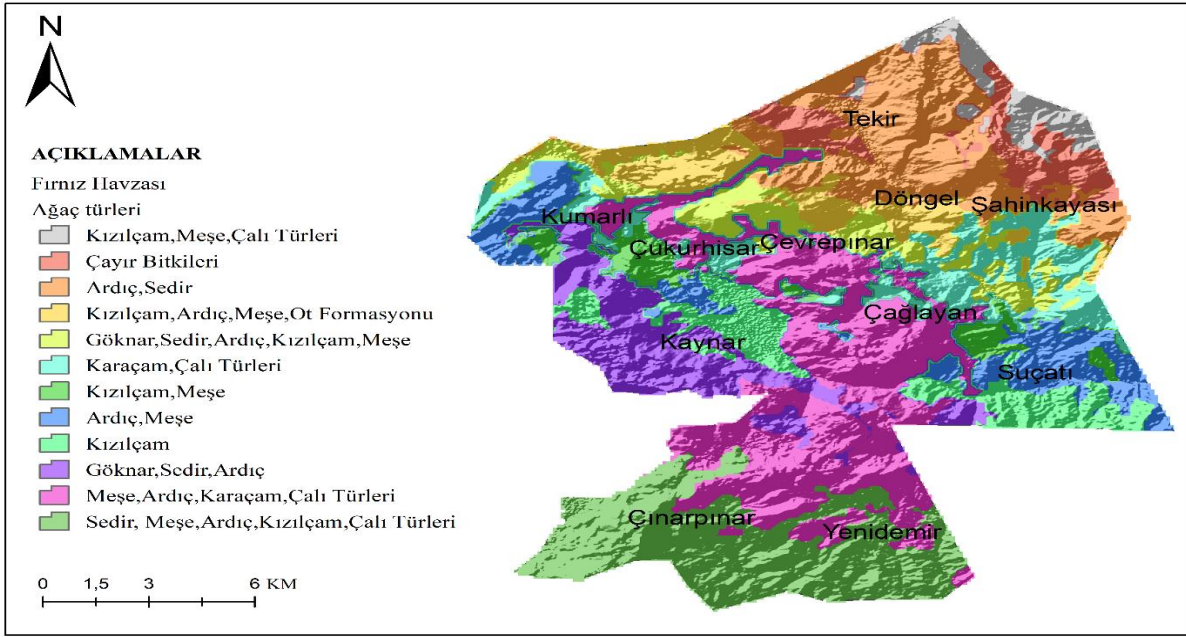 N
AÇIKLAMALAR
Fırnız Havzası
Ağaç türleri
Kızılçam,Meşe,Çalı Türleri
Çayır Bitkileri
Ardıç,Sedir
Kızılçam,Ardıç,Meşe,Ot Formasyonu
Göknar,Sedir,Ardıç,Kızılçam,Meşe
Karaçam,Çalı Türleri
Kızılçam,Meşe
Ardıç,Meşe
Kızılçam
Göknar,Sedir,Ardıç
Meşe,Ardıç,Karaçam,Çalı Türleri
Sedir, Meşe,Ardıç,Kızılçam,Çalı Türleri
0 1,5 3 6 KM
Tekir
Döngel
Şahinkayası
Kumarlı
Çukurhisar
Çevrepınar
Çağlayan
Kaynar
Suçatı
Çınarpınar
Yenidemir